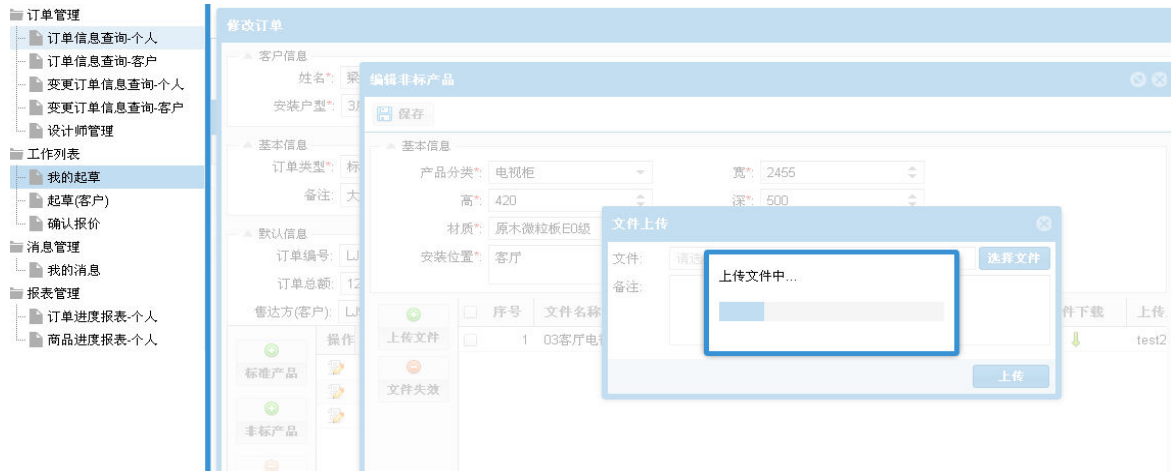 订单管理
订单信息查询-个人
订单信息查询-客户
变更订单信息查询-个人
变更订单信息查询-客户
设计师管理
工作列表
我的起草
起草(客户)
确认报价
消息管理
我的消息
报表管理
订单进度报表-个人
商品进度报表-个人
修改订单
客户信息
姓名*: 梁
安装户型*:
基本信息
订单类型*: 标
备注: 大
默认信息
订单编号: LJ
订单总额: 12
售达方(客户): LJ
操作
标准产品
非标产品
编辑非标产品
保存
基本信息
产品分类*: 电视柜 宽*: 2455
高*: 420 深*: 500
材质*: 原木微粒板E0级
安装位置*: 客厅
上传文件
文件失效
序号 文件名称 件下载 上传
1 03客厅电视 test2
文件上传
文件: 请选 选择文件
备注:
上传文件中...
上传